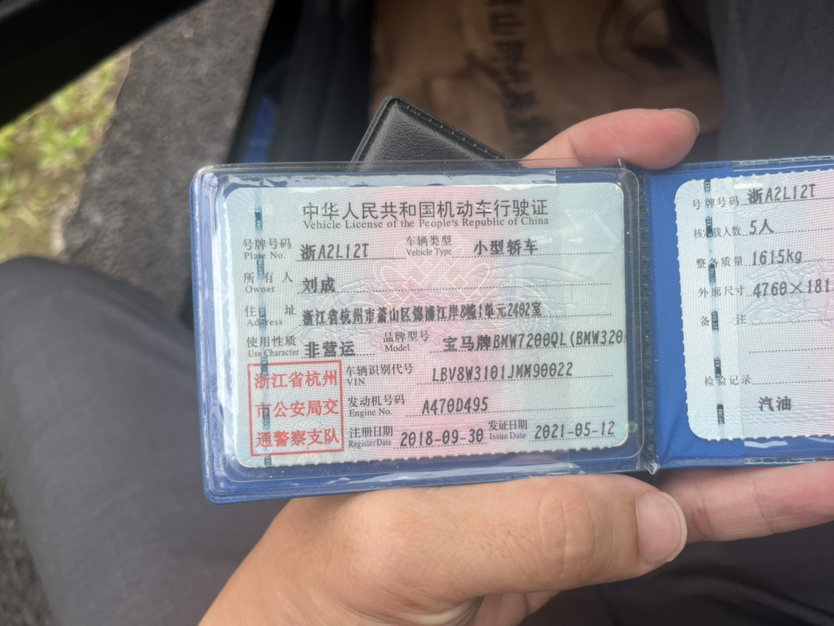 中华人民共和国机动车行驶证
Vehicle License of the People's Republic of China
号牌号码 浙A2L12T 车辆类型 小型轿车
Plate No. Vehicle Type
所有人 刘成
Owner
住址 浙江省杭州市萧山区锦浦江岸8幢1单元2402室
Address
使用性质 非营运 品牌型号 宝马牌BMW7200QL(BMW320
Use Character Model
浙江省杭州
市公安局交
通警察支队
车辆识别代号 LBV8W3101JMM90022
VIN
发动机号码 A470D495
Engine No.
注册日期 2018-09-30 发证日期 2021-05-12
Register Date Issue Date
号牌号码 浙A2L12T
核定载人数 5人
整备质量 1615kg
外廓尺寸 4760×181
备注
检验记录
汽油